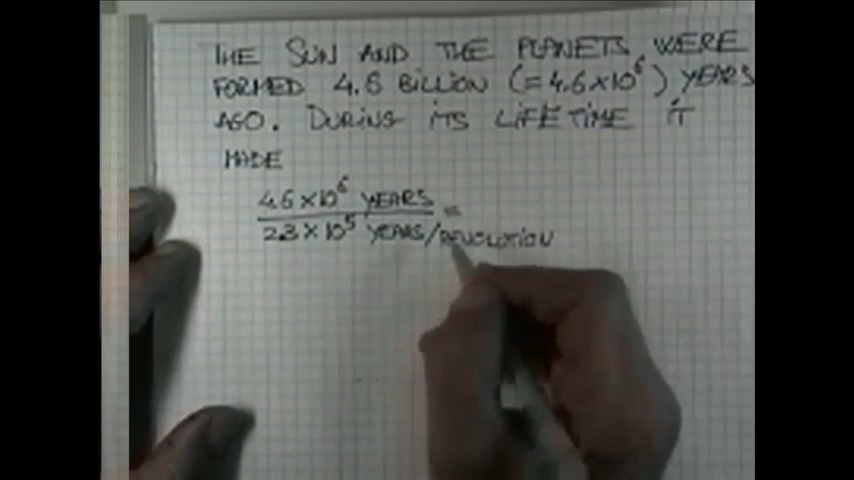 THE SUN AND THE PLANETS WERE
FORMED 4.6 BILLION (= 4.6 × 10⁶) YEARS
AGO. DURING ITS LIFETIME IT
MADE
4.6 × 10⁶ YEARS =
2.3 × 10⁵ YEARS/REVOLUTION